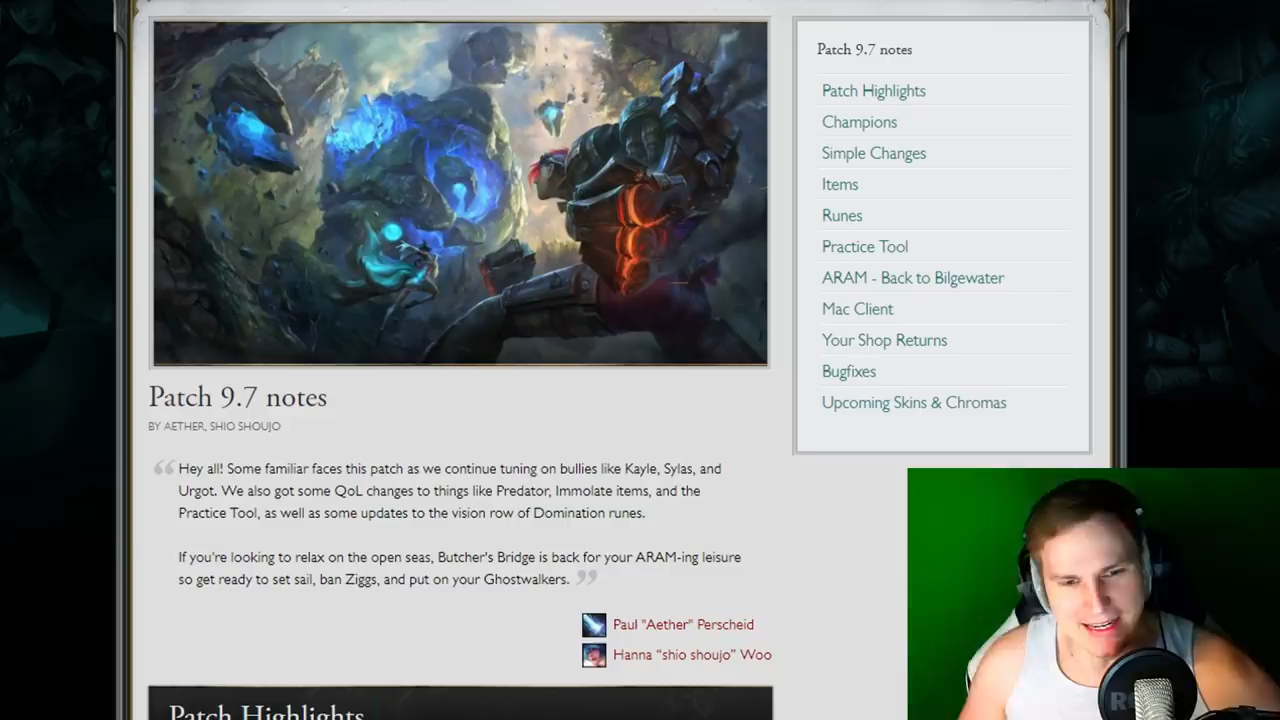 Patch 9.7 notes
BY AETHER, SHIO SHOUJO
Hey all! Some familiar faces this patch as we continue tuning on bullies like Kayle, Sylas, and
Urgot. We also got some QoL changes to things like Predator, Immolate items, and the
Practice Tool, as well as some updates to the vision row of Domination runes.
If you're looking to relax on the open seas, Butcher's Bridge is back for your ARAM-ing leisure
so get ready to set sail, ban Ziggs, and put on your Ghostwalkers.
Paul "Aether" Perscheid
Hanna “shio shoujo” Woo
Patch Highlights
Patch 9.7 notes
Patch Highlights
Champions
Simple Changes
Items
Runes
Practice Tool
ARAM - Back to Bilgewater
Mac Client
Your Shop Returns
Bugfixes
Upcoming Skins & Chromas